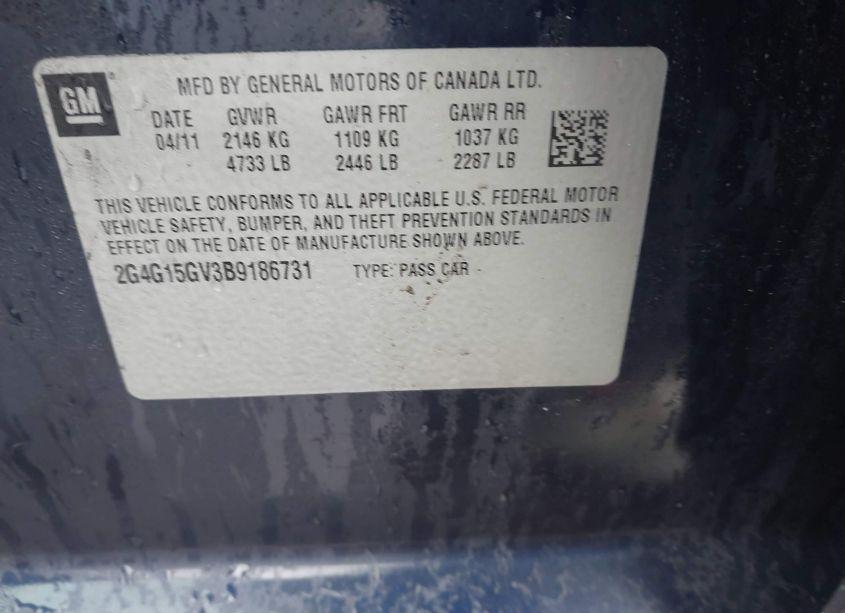 GM
MFD BY GENERAL MOTORS OF CANADA LTD.
DATE GVWR GAWR FRT GAWR RR
04/11 2146 KG 1109 KG 1037 KG
4733 LB 2446 LB 2287 LB
THIS VEHICLE CONFORMS TO ALL APPLICABLE U.S. FEDERAL MOTOR
VEHICLE SAFETY, BUMPER, AND THEFT PREVENTION STANDARDS IN
EFFECT ON THE DATE OF MANUFACTURE SHOWN ABOVE.
2G4G15GV3B9186731 TYPE: PASS CAR